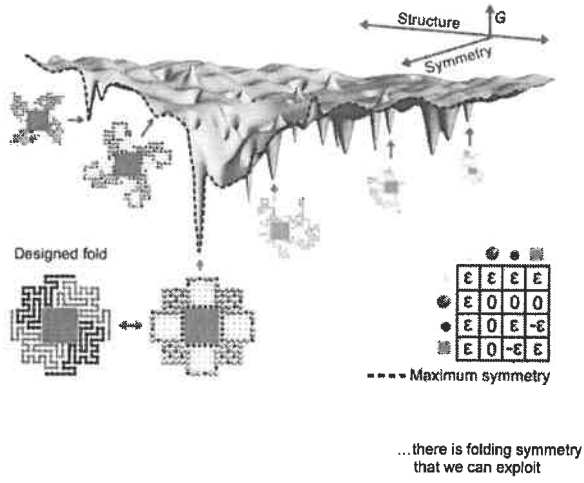 Structure
G
Symmetry
Designed fold
ε ε ε ε
ε 0 0 0
ε 0 ε -ε
ε 0 -ε ε
Maximum symmetry
...there is folding symmetry
that we can exploit